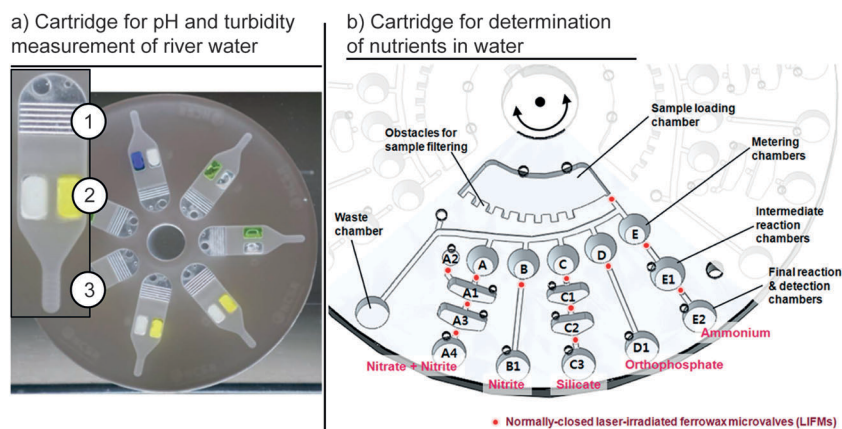 a) Cartridge for pH and turbidity
measurement of river water
1
2
3
b) Cartridge for determination
of nutrients in water
Sample loading
chamber
Obstacles for
sample filtering
Metering
chambers
Waste
chamber
Intermediate
reaction
chambers
Final reaction
& detection
chambers
A2
A
B
C
D
E
A1
C1
E1
A3
C2
E2
A4
B1
C3
D1
Ammonium
Nitrate + Nitrite
Nitrite
Silicate
Orthophosphate
Normally-closed laser-irradiated ferrowax microvalves (LIFMs)